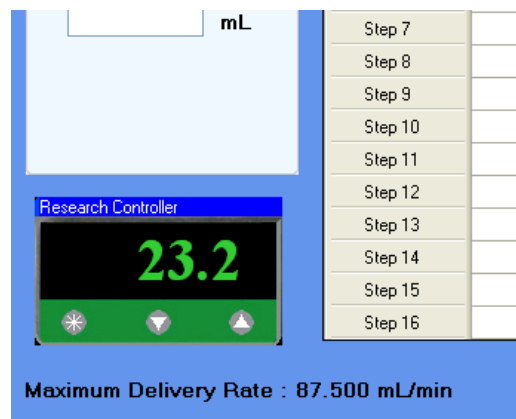 mL
Step 7
Step 8
Step 9
Step 10
Step 11
Step 12
Step 13
Step 14
Step 15
Step 16
Research Controller
23.2
Maximum Delivery Rate : 87.500 mL/min